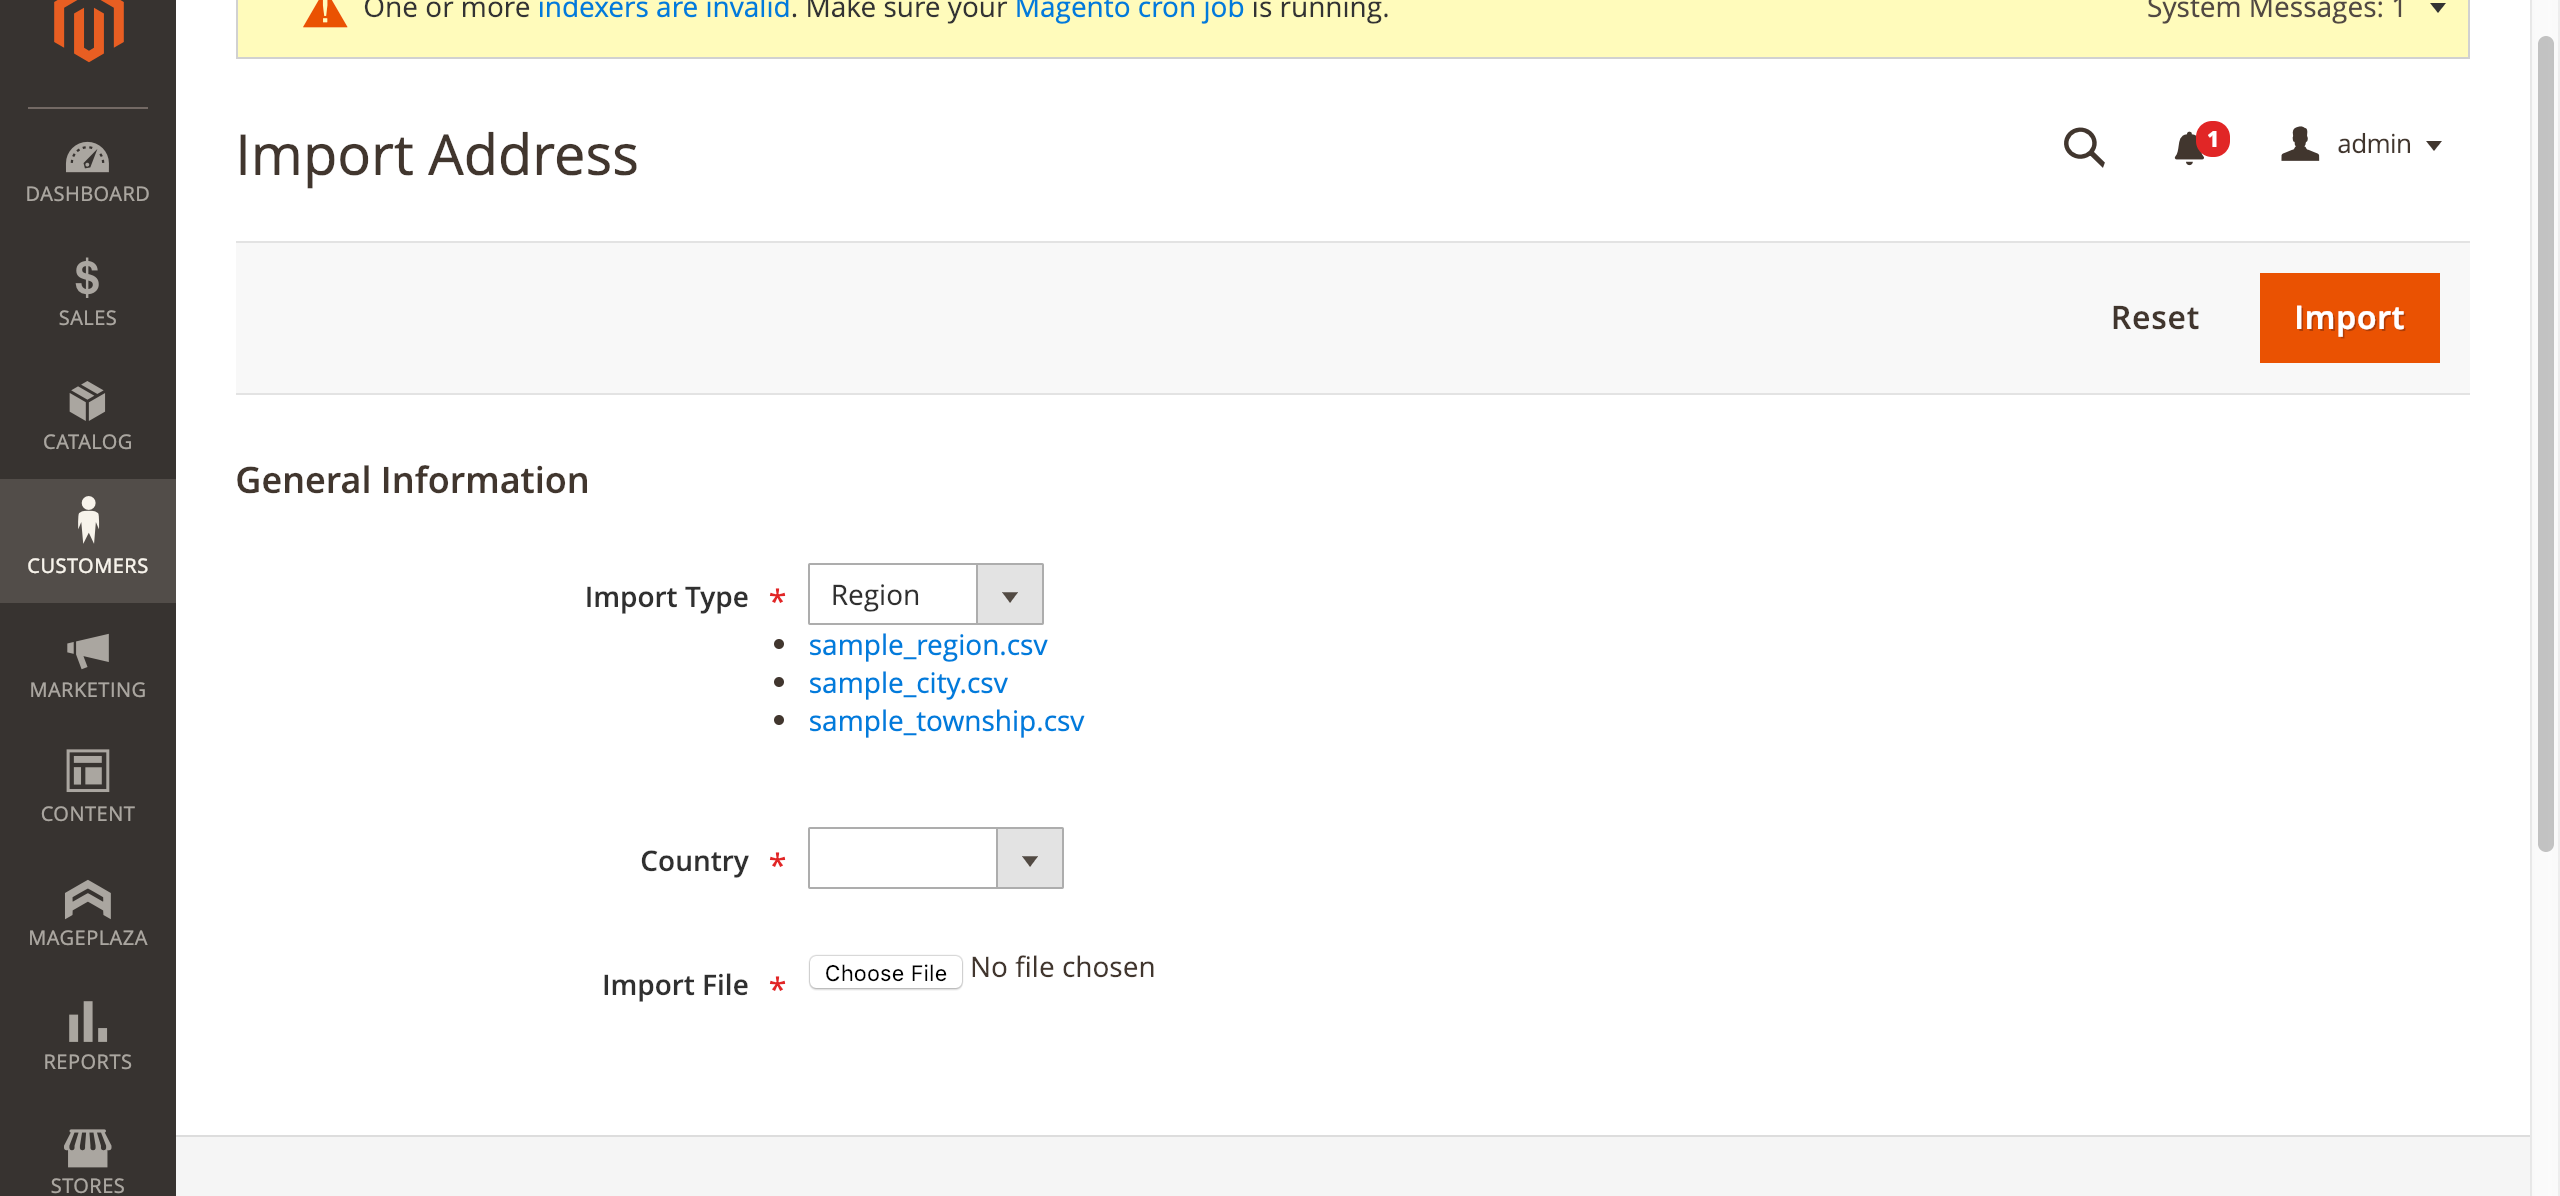 One or more indexers are invalid. Make sure your Magento cron job is running.
System Messages: 1
Import Address
1
admin
Reset
Import
DASHBOARD
SALES
CATALOG
CUSTOMERS
MARKETING
CONTENT
MAGEPLAZA
REPORTS
STORES
General Information
Import Type *
Region
sample_region.csv
sample_city.csv
sample_township.csv
Country *
Import File *
Choose File No file chosen